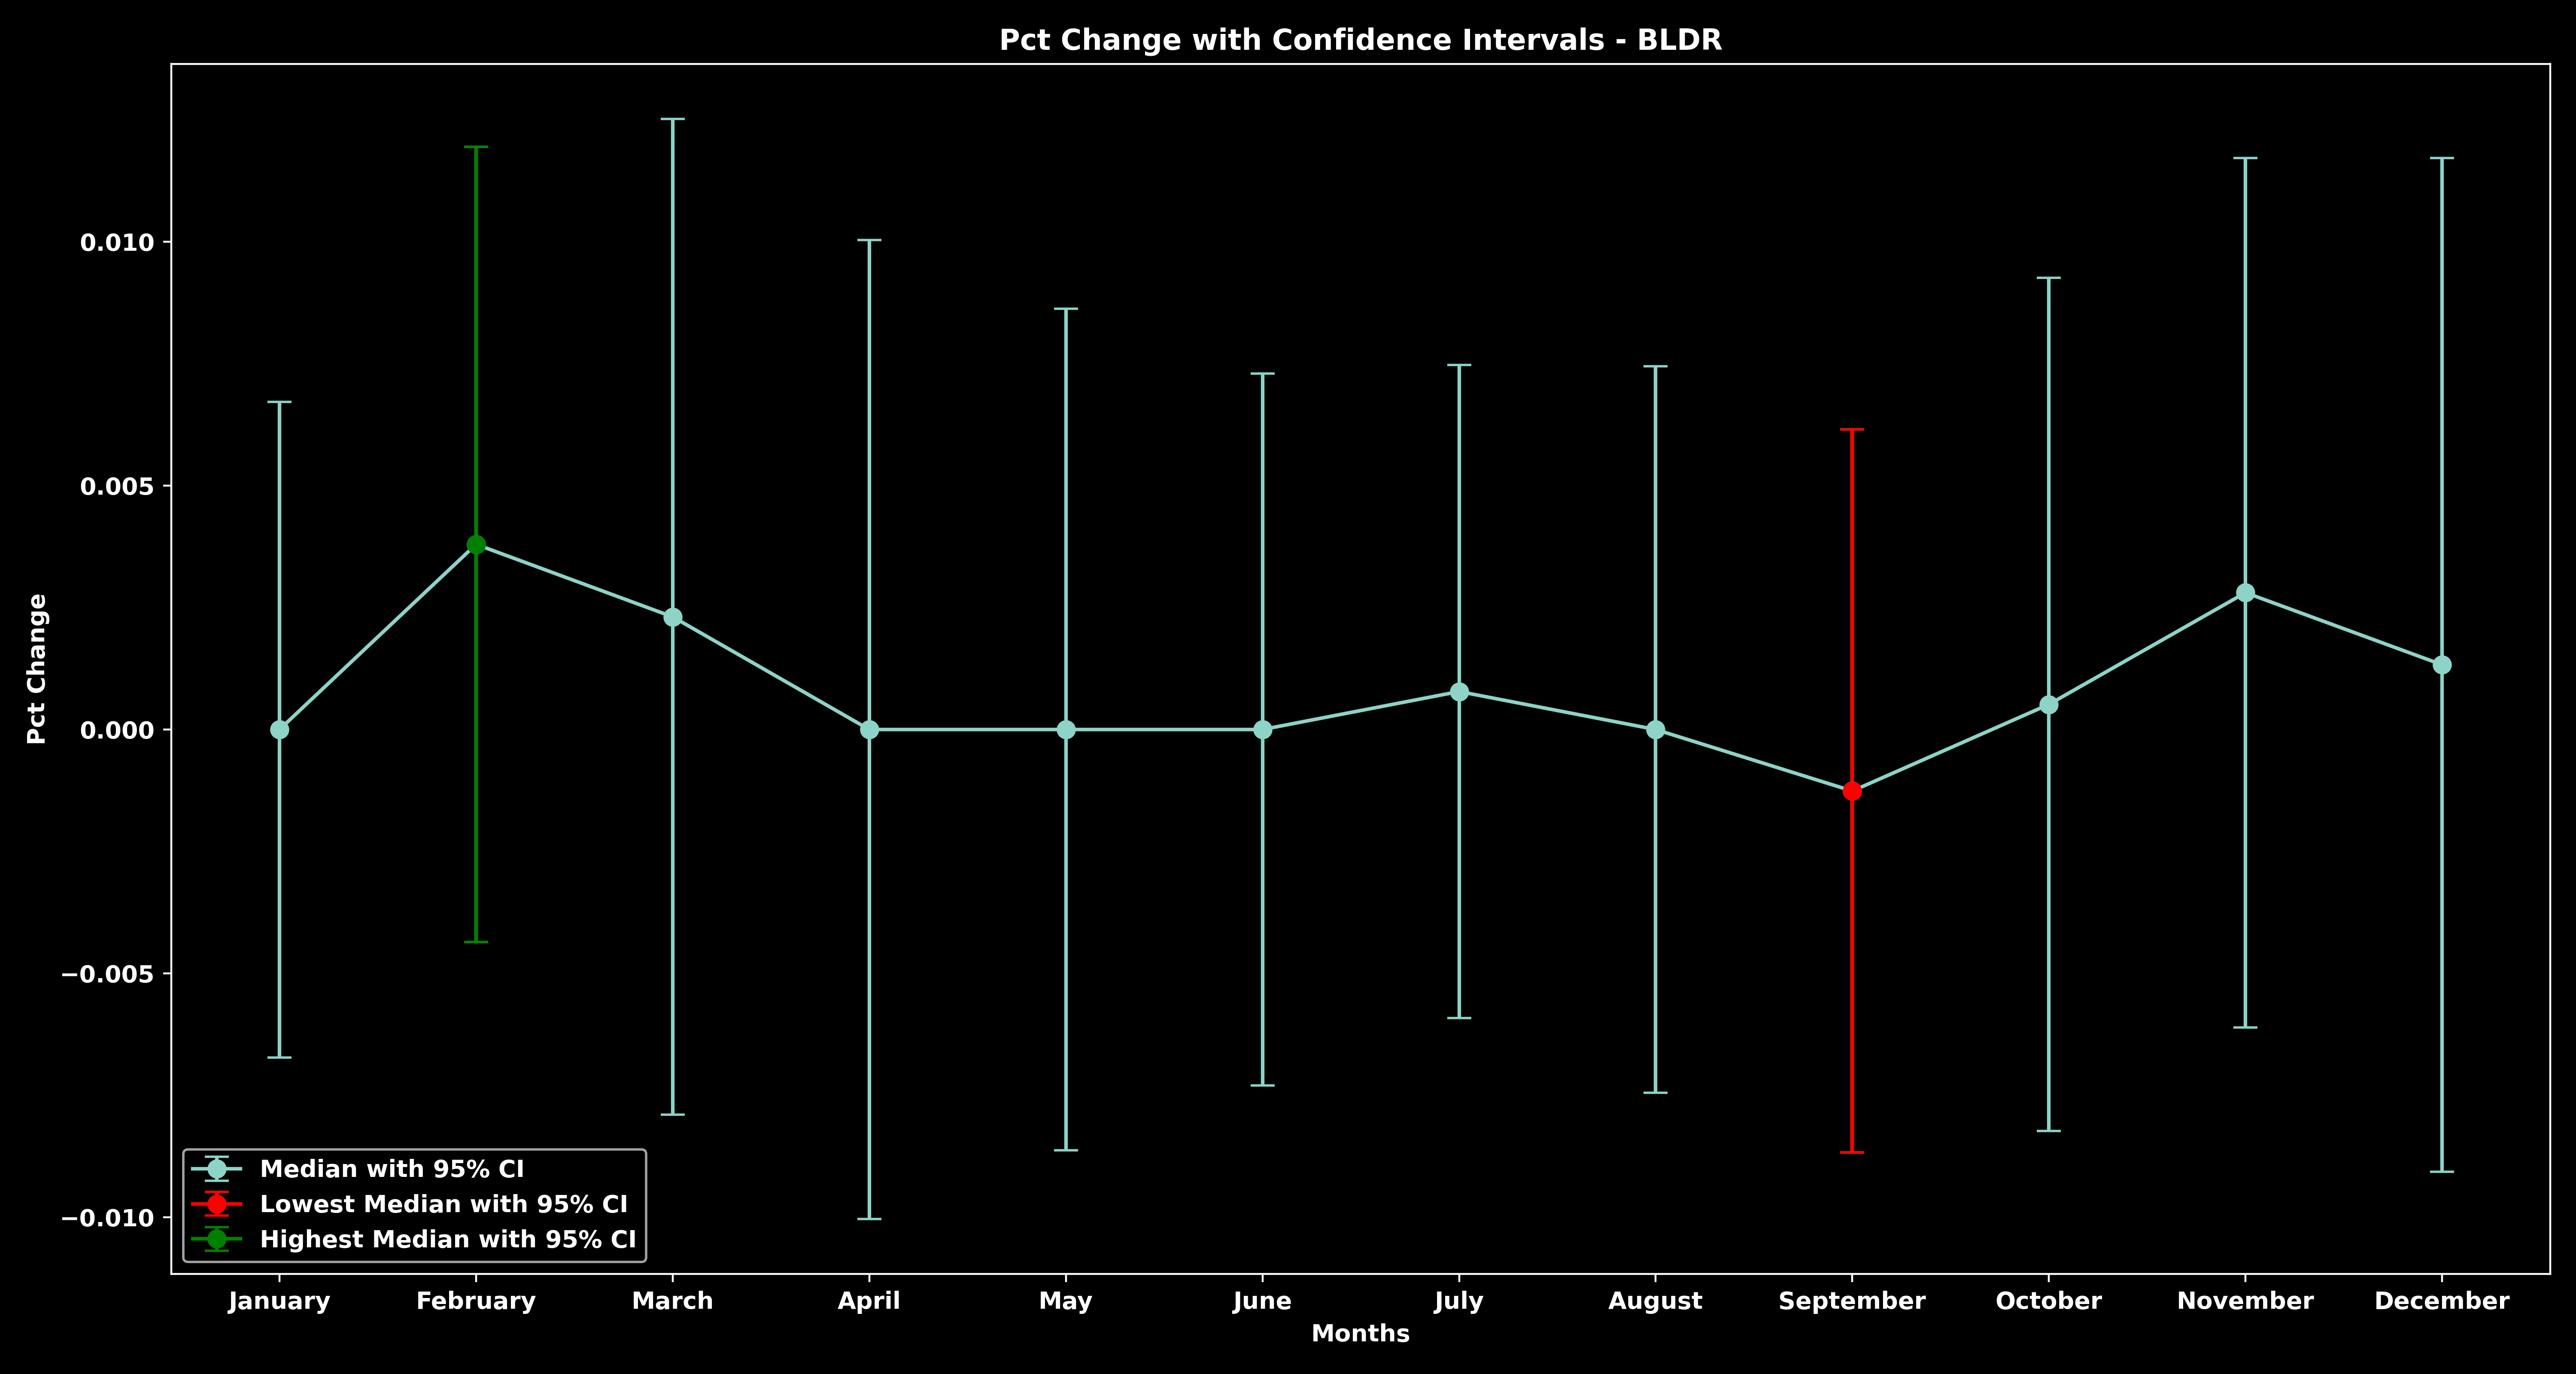 Pct Change with Confidence Intervals - BLDR
Pct Change
0.010
0.005
0.000
−0.005
−0.010
Median with 95% CI
Lowest Median with 95% CI
Highest Median with 95% CI
January February March April May June July August September October November December
Months